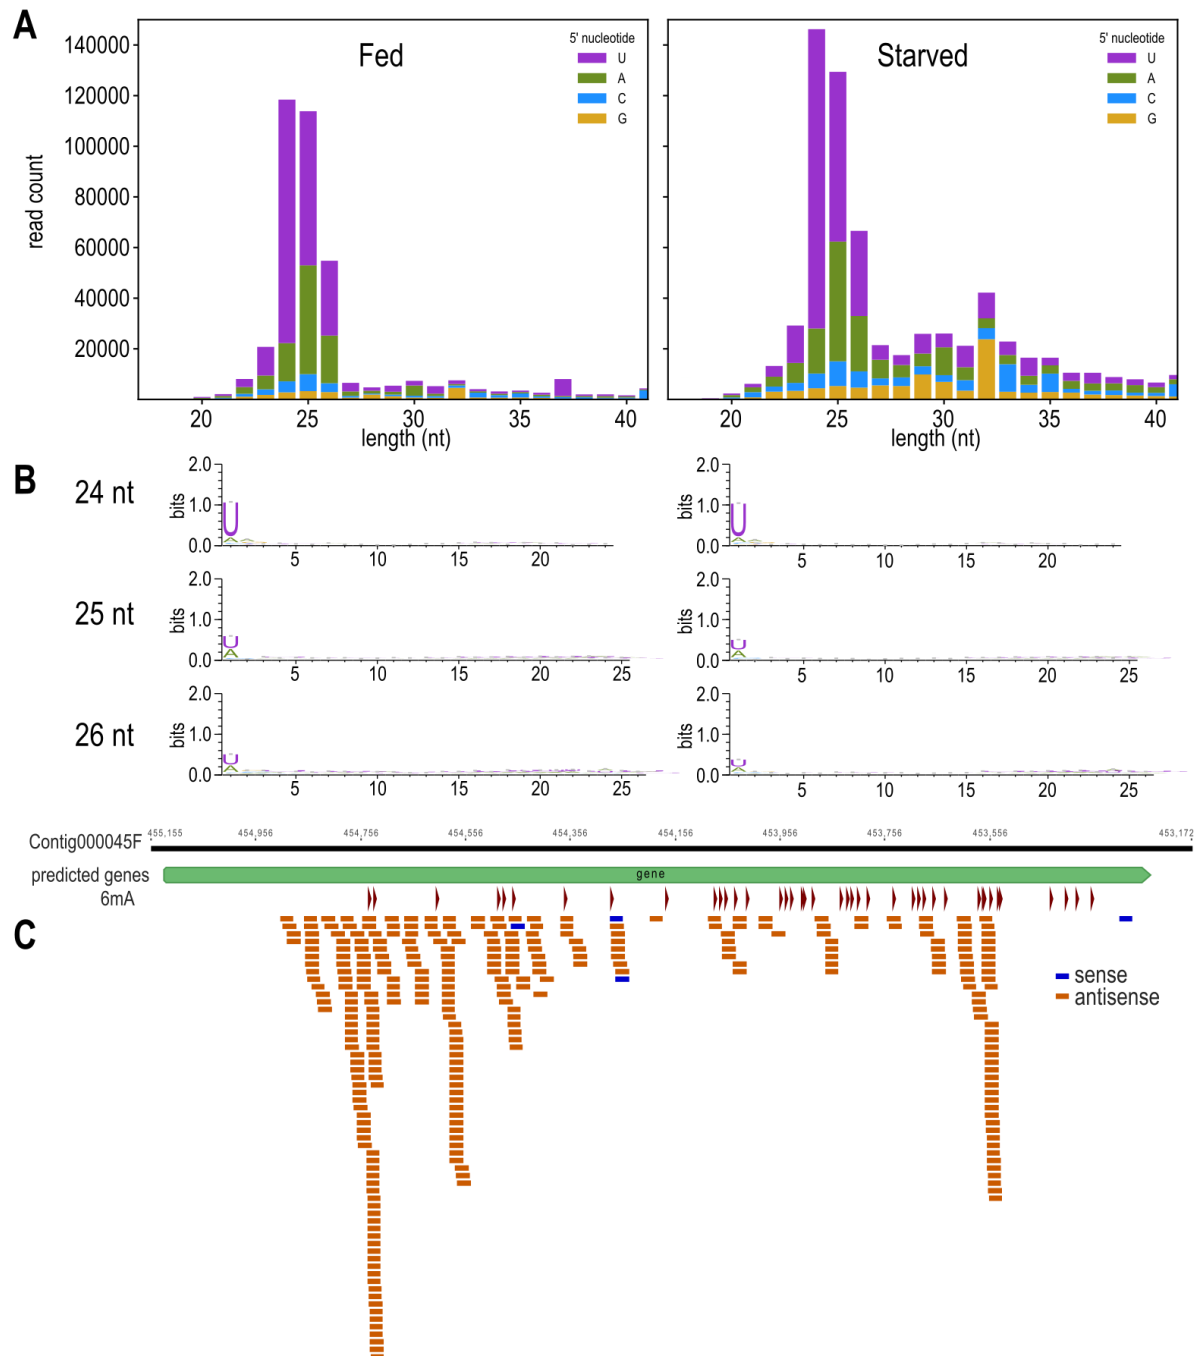 A
Fed
Starved
5' nucleotide
U
A
C
G
5' nucleotide
U
A
C
G
read count
140000
120000
100000
80000
60000
40000
20000
20 25 30 35 40
20 25 30 35 40
length (nt)
length (nt)
B
24 nt
bits
2.0
1.0
0.0
U
A
5 10 15 20
bits
2.0
1.0
0.0
U
A
5 10 15 20
25 nt
bits
2.0
1.0
0.0
U
A
5 10 15 20 25
bits
2.0
1.0
0.0
U
A
5 10 15 20 25
26 nt
bits
2.0
1.0
0.0
U
A
5 10 15 20 25
bits
2.0
1.0
0.0
U
A
5 10 15 20 25
455,155 454,956 454,756 454,556 454,356 454,156 453,956 453,756 453,556 453,172
Contig000045F
predicted genes
gene
6mA
C
sense
antisense